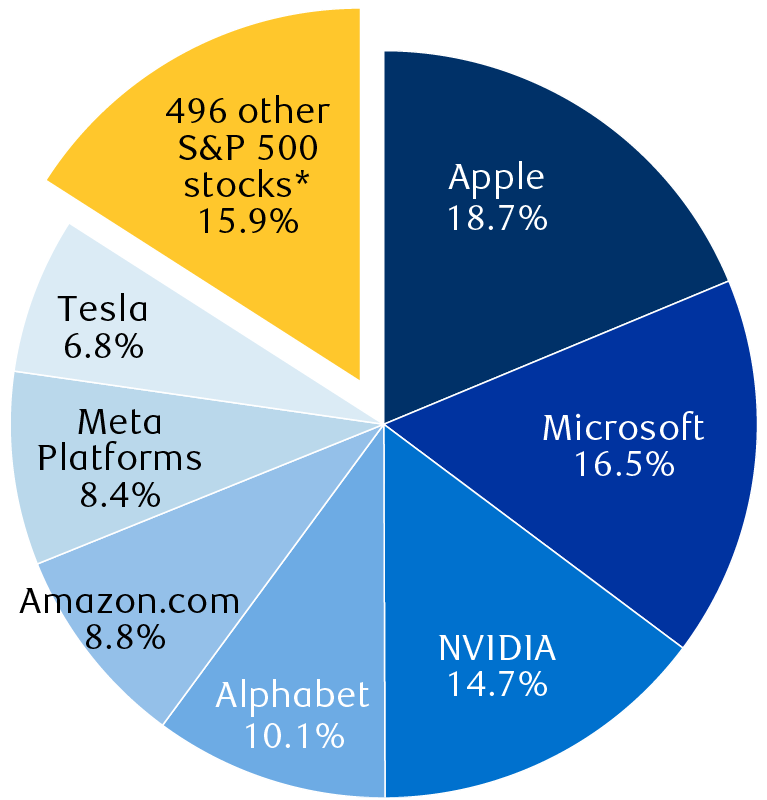 496 other
S&P 500
stocks*
15.9%
Apple
18.7%
Tesla
6.8%
Meta
Platforms
8.4%
Microsoft
16.5%
Amazon.com
8.8%
NVIDIA
14.7%
Alphabet
10.1%